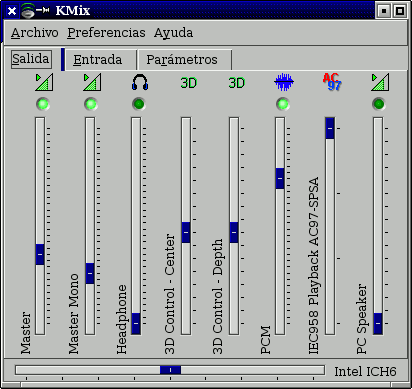 KMix
Archivo Preferencias Ayuda
Salida Entrada Parámetros
3D 3D AC 97
Master
Master Mono
Headphone
3D Control - Center
3D Control - Depth
PCM
IEC958 Playback AC97-SPSA
PC Speaker
Intel ICH6